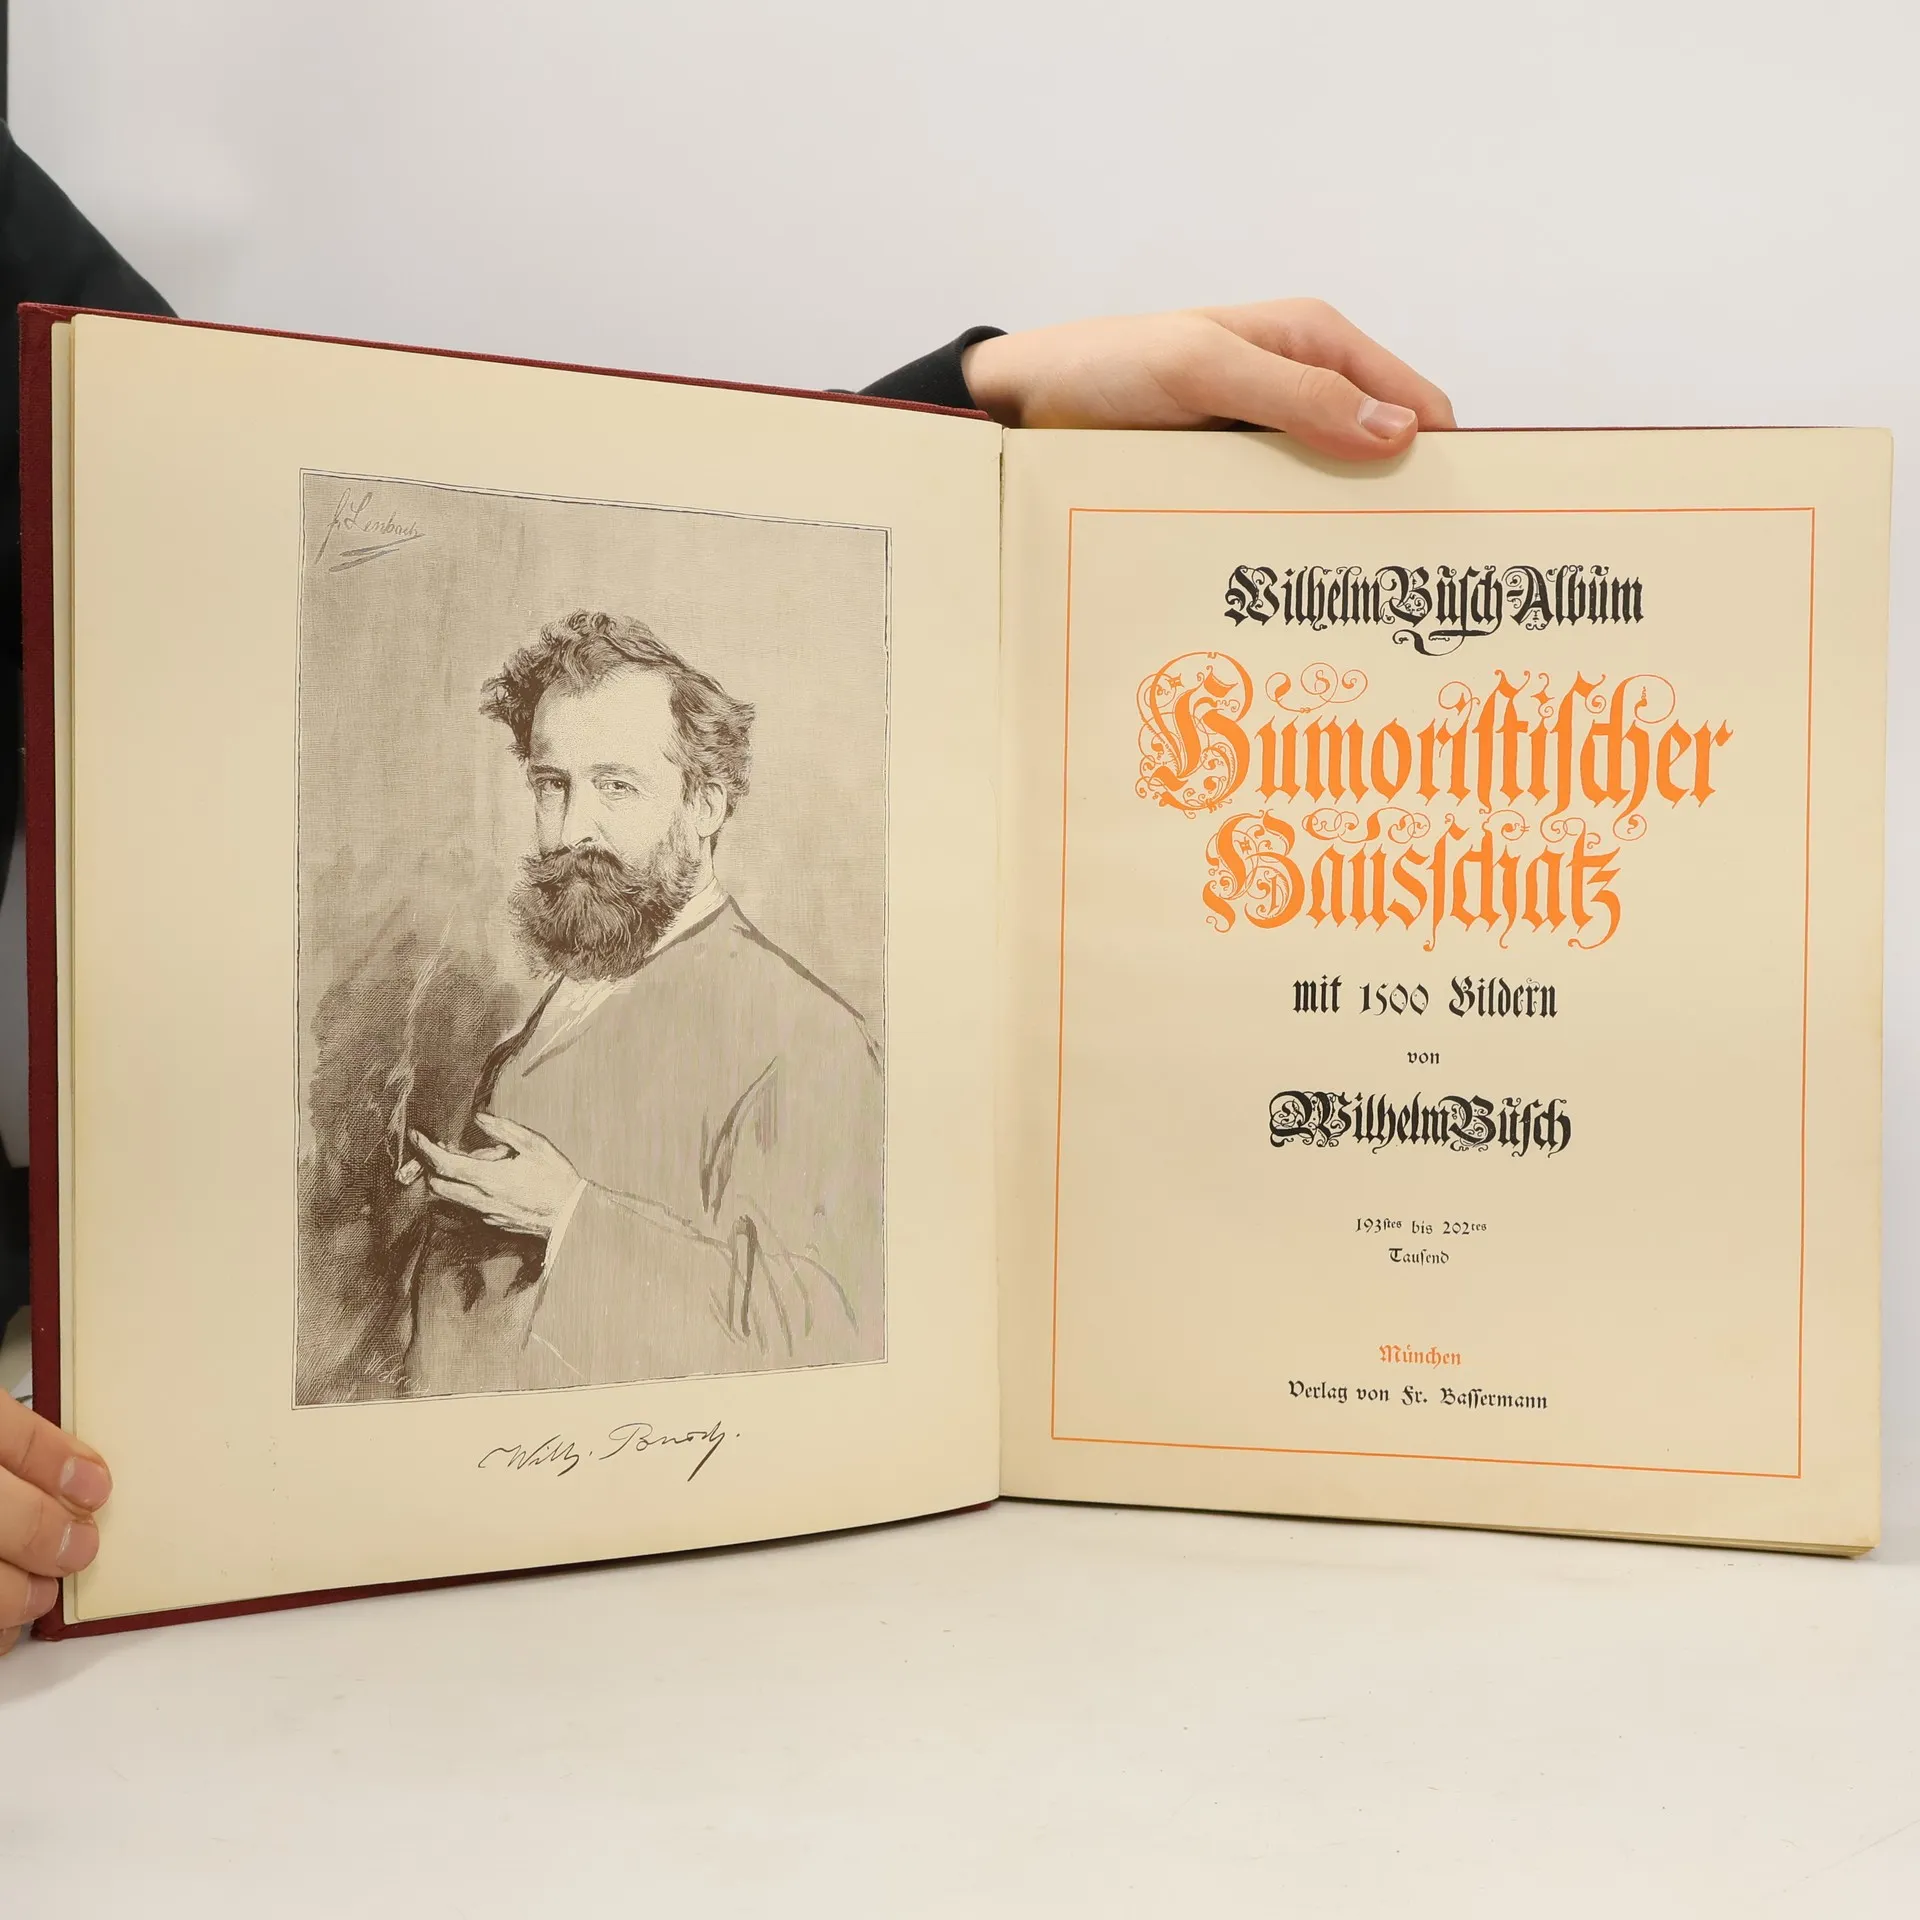 Fr. Lenbach
Wilh. Busch.
Wilhelm Busch-Album
Humoristischer
Hausschatz
mit 1500 Bildern
von
Wilhelm Busch
193stes bis 202tes
Tausend
München
Verlag von Fr. Bassermann